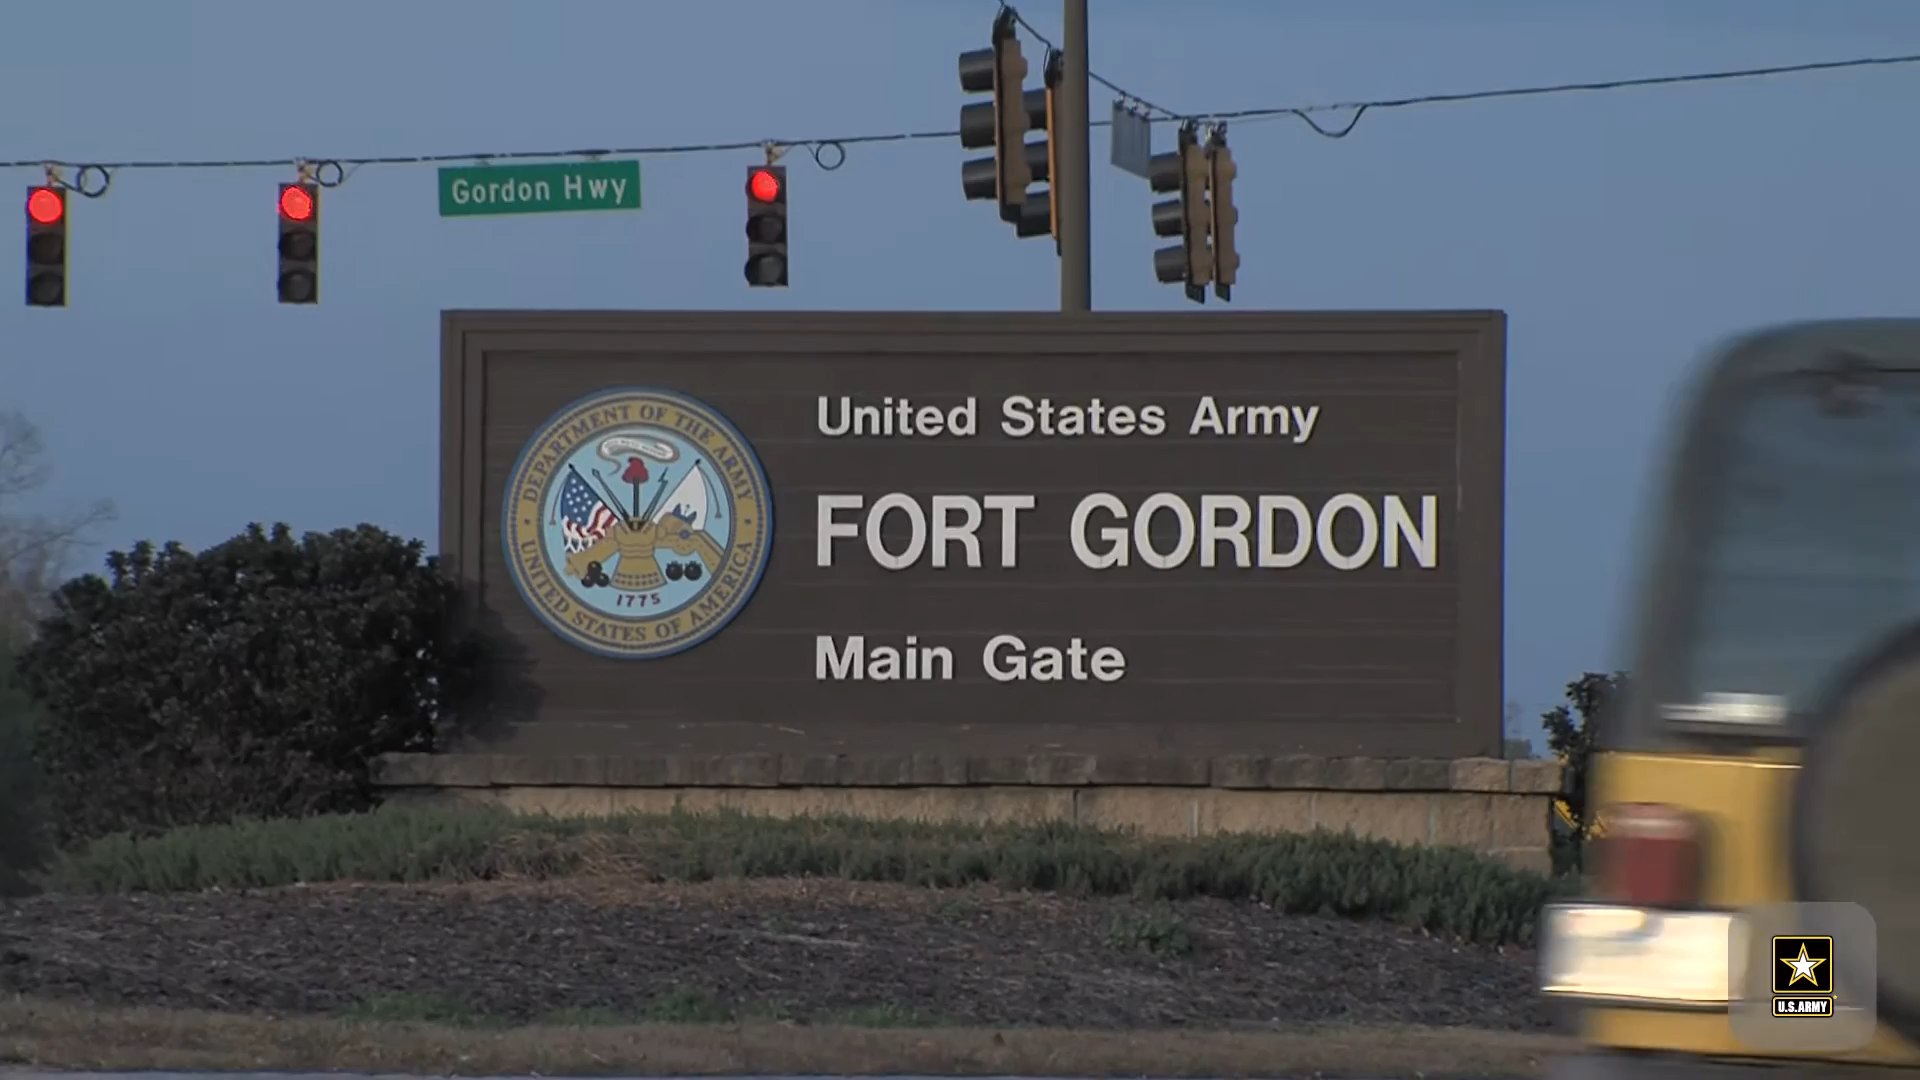 Gordon Hwy
United States Army
FORT GORDON
Main Gate
DEPARTMENT OF THE ARMY
UNITED STATES OF AMERICA
1775
U.S.ARMY